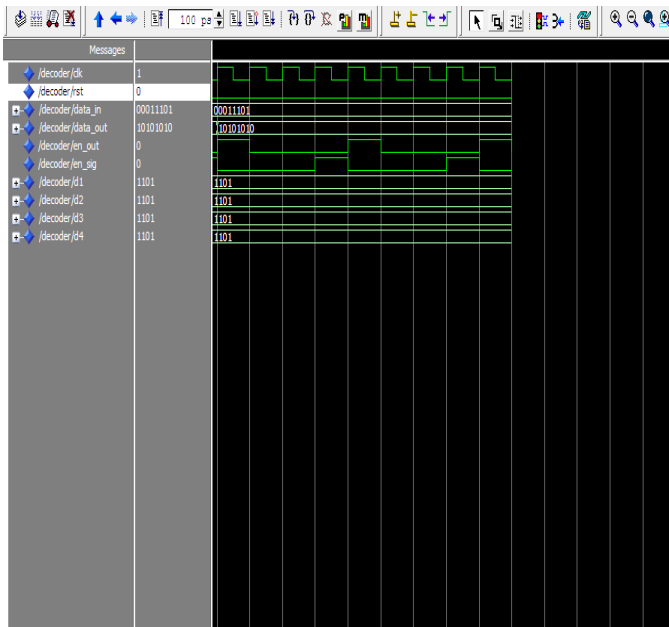 100 ps
Messages
/decoder/clk 1
/decoder/rst 0
/decoder/data_in 00011101 00011101
/decoder/data_out 10101010 10101010
/decoder/en_out 0
/decoder/en_sig 0
/decoder/d1 1101 1101
/decoder/d2 1101 1101
/decoder/d3 1101 1101
/decoder/d4 1101 1101